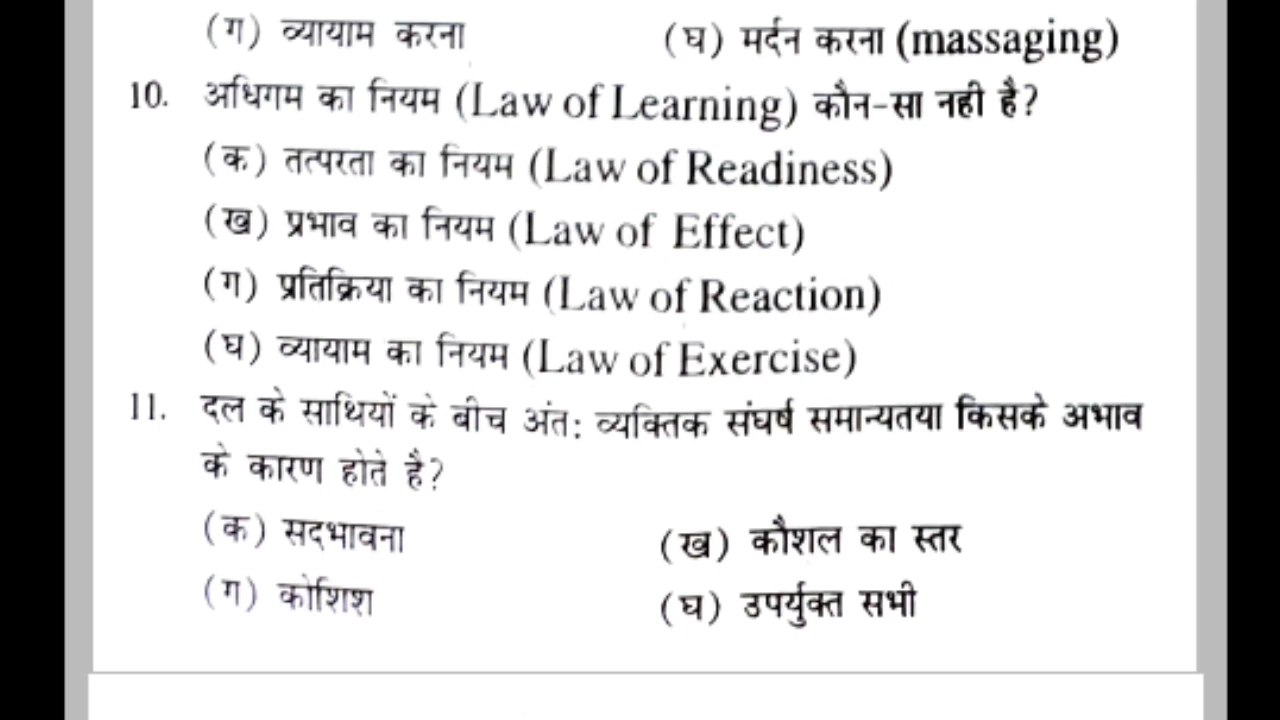 (ग) व्यायाम करना (घ) मर्दन करना (massaging)
10. अधिगम का नियम (Law of Learning) कौन-सा नही है?
(क) तत्परता का नियम (Law of Readiness)
(ख) प्रभाव का नियम (Law of Effect)
(ग) प्रतिक्रिया का नियम (Law of Reaction)
(घ) व्यायाम का नियम (Law of Exercise)
11. दल के साथियों के बीच अंत: व्यक्तिक संघर्ष समान्यतया किसके अभाव
के कारण होते है?
(क) सदभावना (ख) कौशल का स्तर
(ग) कोशिश (घ) उपर्युक्त सभी